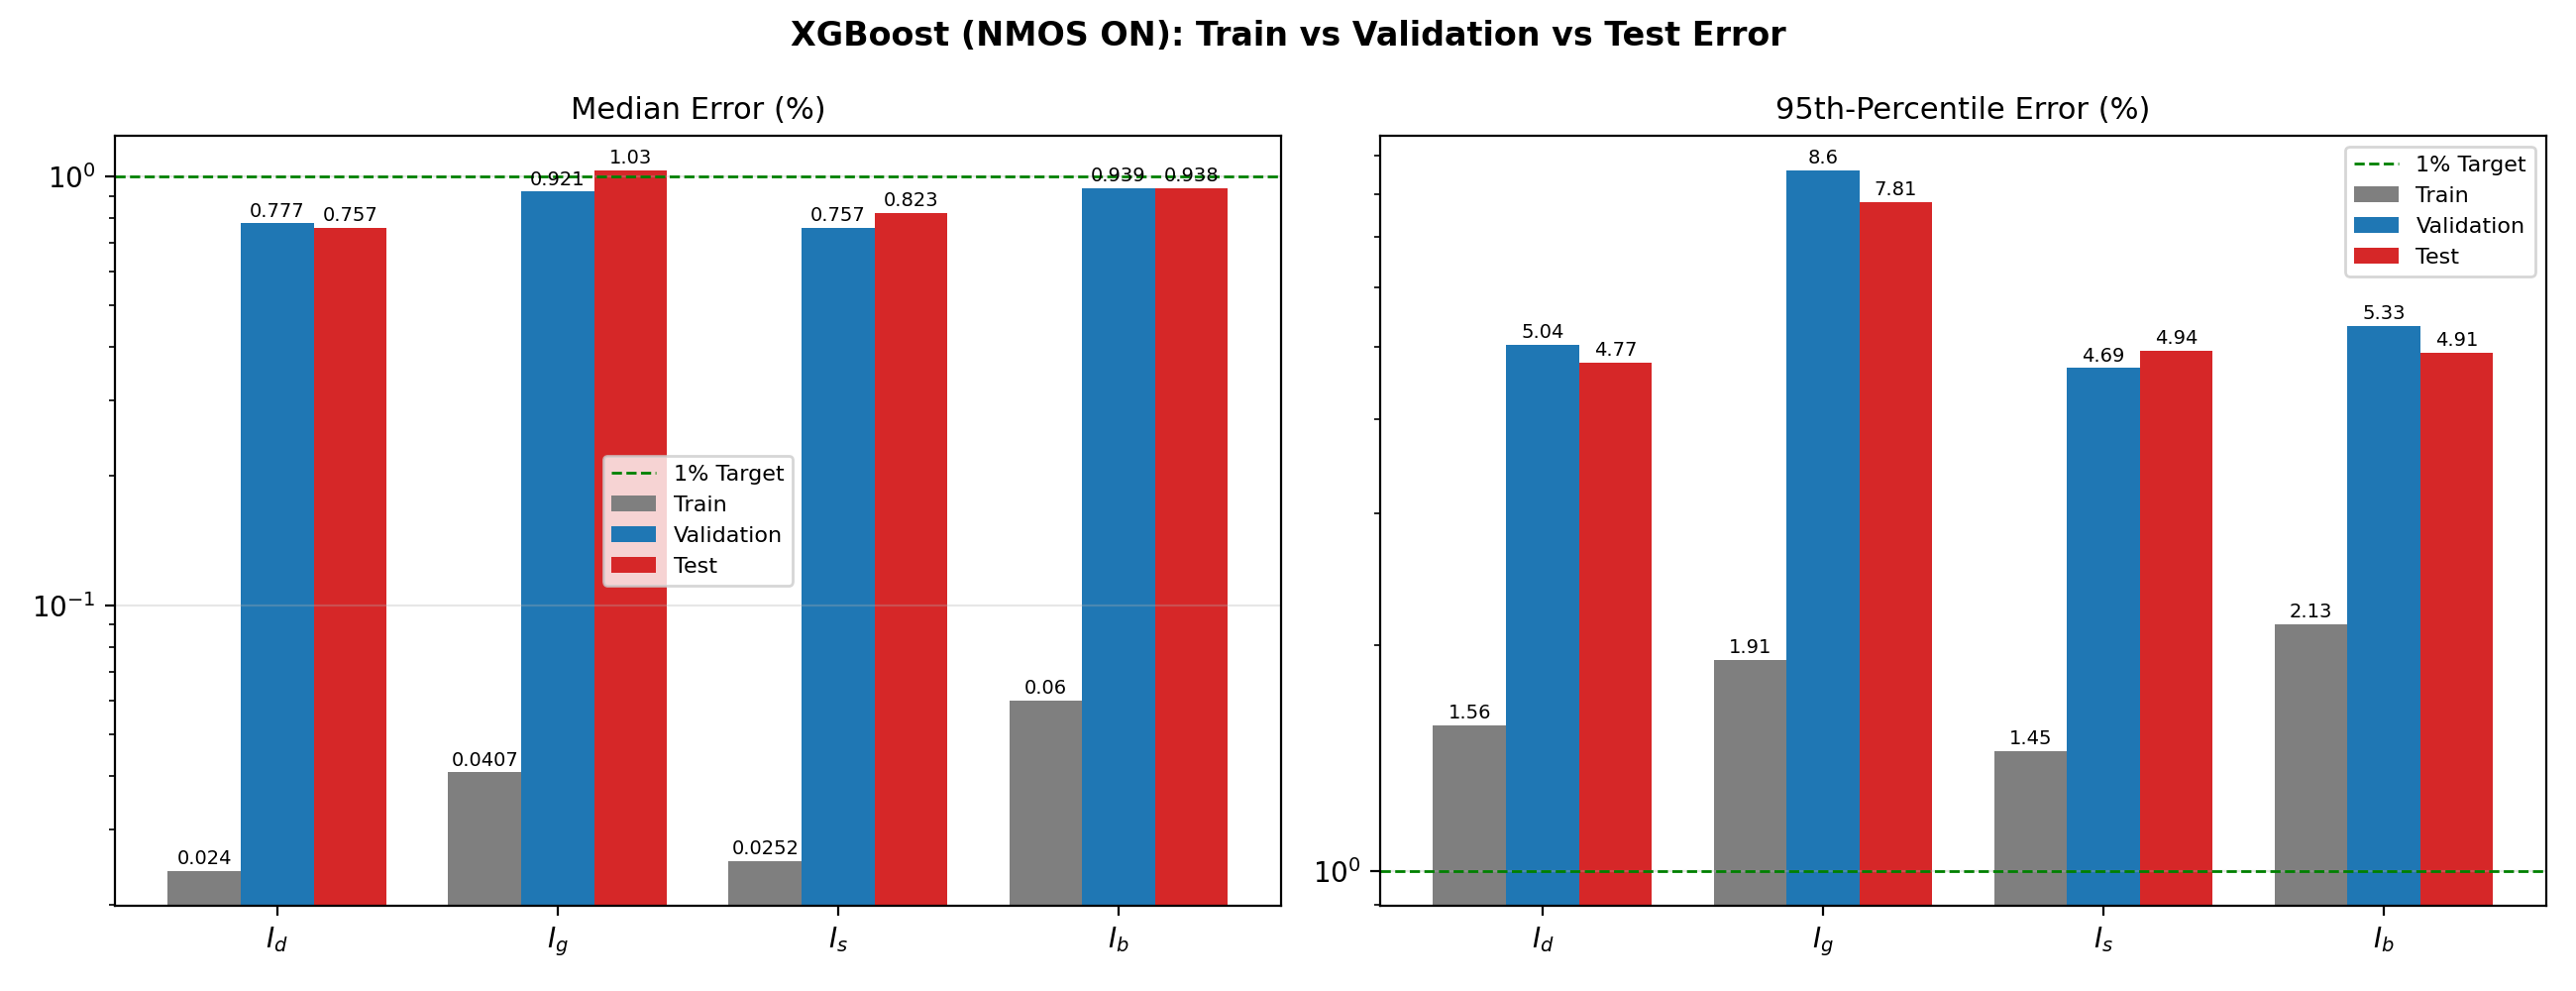 XGBoost (NMOS ON): Train vs Validation vs Test Error
Median Error (%)
10⁰
10⁻¹
0.024
0.777
0.757
0.0407
0.921
1.03
0.0252
0.757
0.823
0.06
0.939
0.938
1% Target
Train
Validation
Test
I_d
I_g
I_s
I_b
95th-Percentile Error (%)
10⁰
1.56
5.04
4.77
1.91
8.6
7.81
1.45
4.69
4.94
2.13
5.33
4.91
1% Target
Train
Validation
Test
I_d
I_g
I_s
I_b